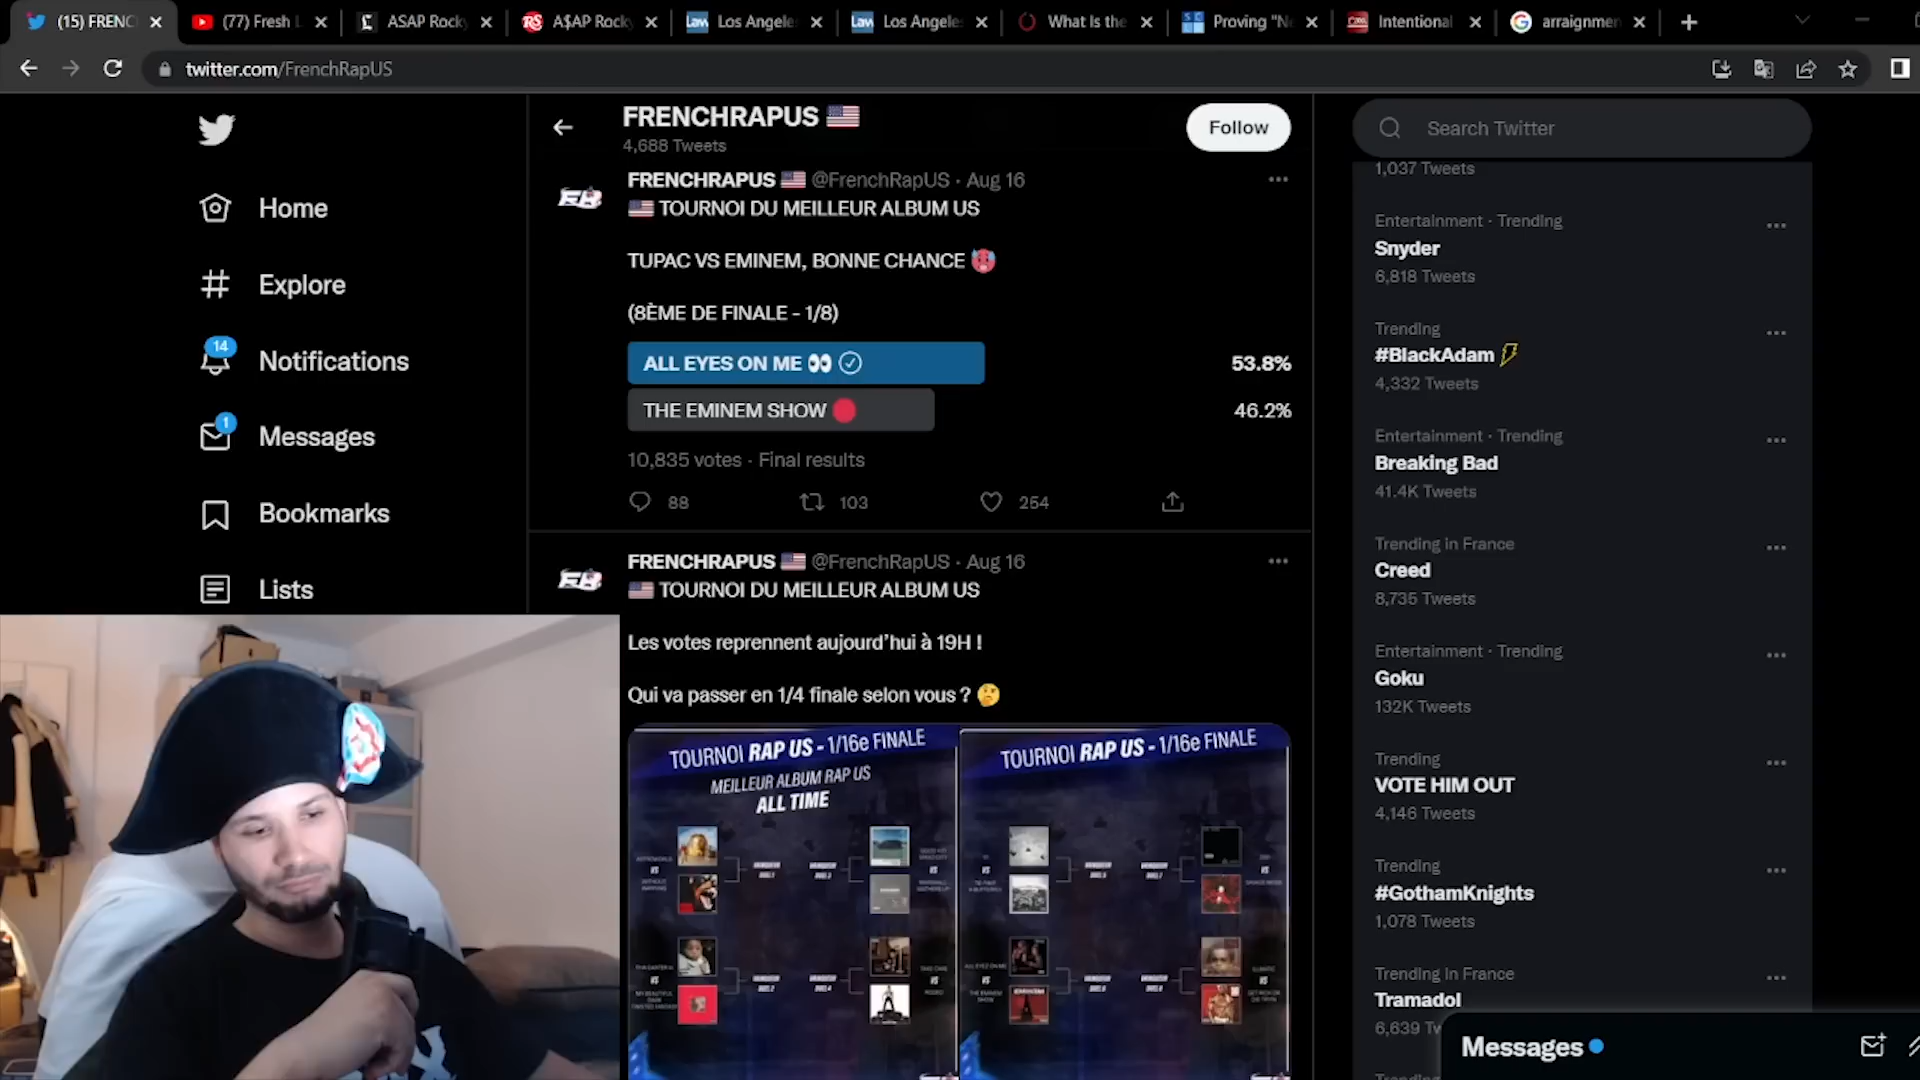 (15) FRENC
(77) Fresh L
ASAP Rocky
A$AP Rocky
Los Angele
Los Angele
What Is the
Proving "Ne
Intentional
arraignmen
twitter.com/FrenchRapUS
Home
Explore
14
Notifications
1
Messages
Bookmarks
Lists
FRENCHRAPUS 🇺🇸
4,688 Tweets
Follow
FRENCHRAPUS 🇺🇸 @FrenchRapUS · Aug 16
🇺🇸 TOURNOI DU MEILLEUR ALBUM US
TUPAC VS EMINEM, BONNE CHANCE 🥵
(8ÈME DE FINALE - 1/8)
ALL EYES ON ME 👀 53.8%
THE EMINEM SHOW 🔴 46.2%
10,835 votes · Final results
88 103 254
FRENCHRAPUS 🇺🇸 @FrenchRapUS · Aug 16
🇺🇸 TOURNOI DU MEILLEUR ALBUM US
Les votes reprennent aujourd'hui à 19H !
Qui va passer en 1/4 finale selon vous ? 🤔
TOURNOI RAP US - 1/16e FINALE
MEILLEUR ALBUM RAP US
ALL TIME
TOURNOI RAP US - 1/16e FINALE
Search Twitter
1,037 Tweets
Entertainment · Trending
Snyder
6,818 Tweets
Trending
#BlackAdam
4,332 Tweets
Entertainment · Trending
Breaking Bad
41.4K Tweets
Trending in France
Creed
8,735 Tweets
Entertainment · Trending
Goku
132K Tweets
Trending
VOTE HIM OUT
4,146 Tweets
Trending
#GothamKnights
1,078 Tweets
Trending in France
Tramadol
6,639 Tw
Messages